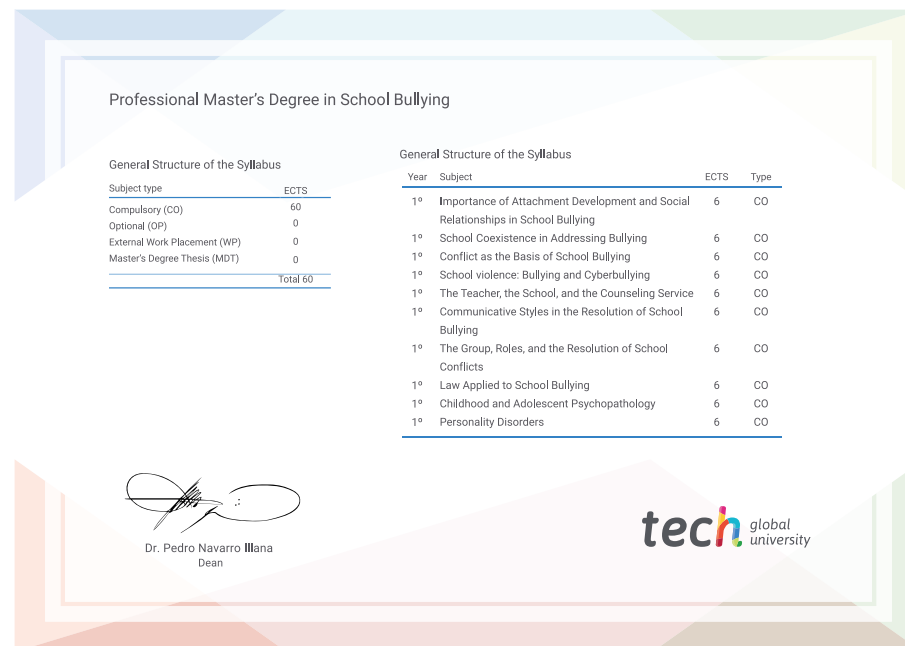 Professional Master's Degree in School Bullying
General Structure of the Syllabus
Subject type ECTS
Compulsory (CO) 60
Optional (OP) 0
External Work Placement (WP) 0
Master's Degree Thesis (MDT) 0
Total 60
General Structure of the Syllabus
Year Subject ECTS Type
1º Importance of Attachment Development and Social 6 CO
Relationships in School Bullying
1º School Coexistence in Addressing Bullying 6 CO
1º Conflict as the Basis of School Bullying 6 CO
1º School violence: Bullying and Cyberbullying 6 CO
1º The Teacher, the School, and the Counseling Service 6 CO
1º Communicative Styles in the Resolution of School 6 CO
Bullying
1º The Group, Roles, and the Resolution of School 6 CO
Conflicts
1º Law Applied to School Bullying 6 CO
1º Childhood and Adolescent Psychopathology 6 CO
1º Personality Disorders 6 CO
Dr. Pedro Navarro Illana
Dean
tech global
university